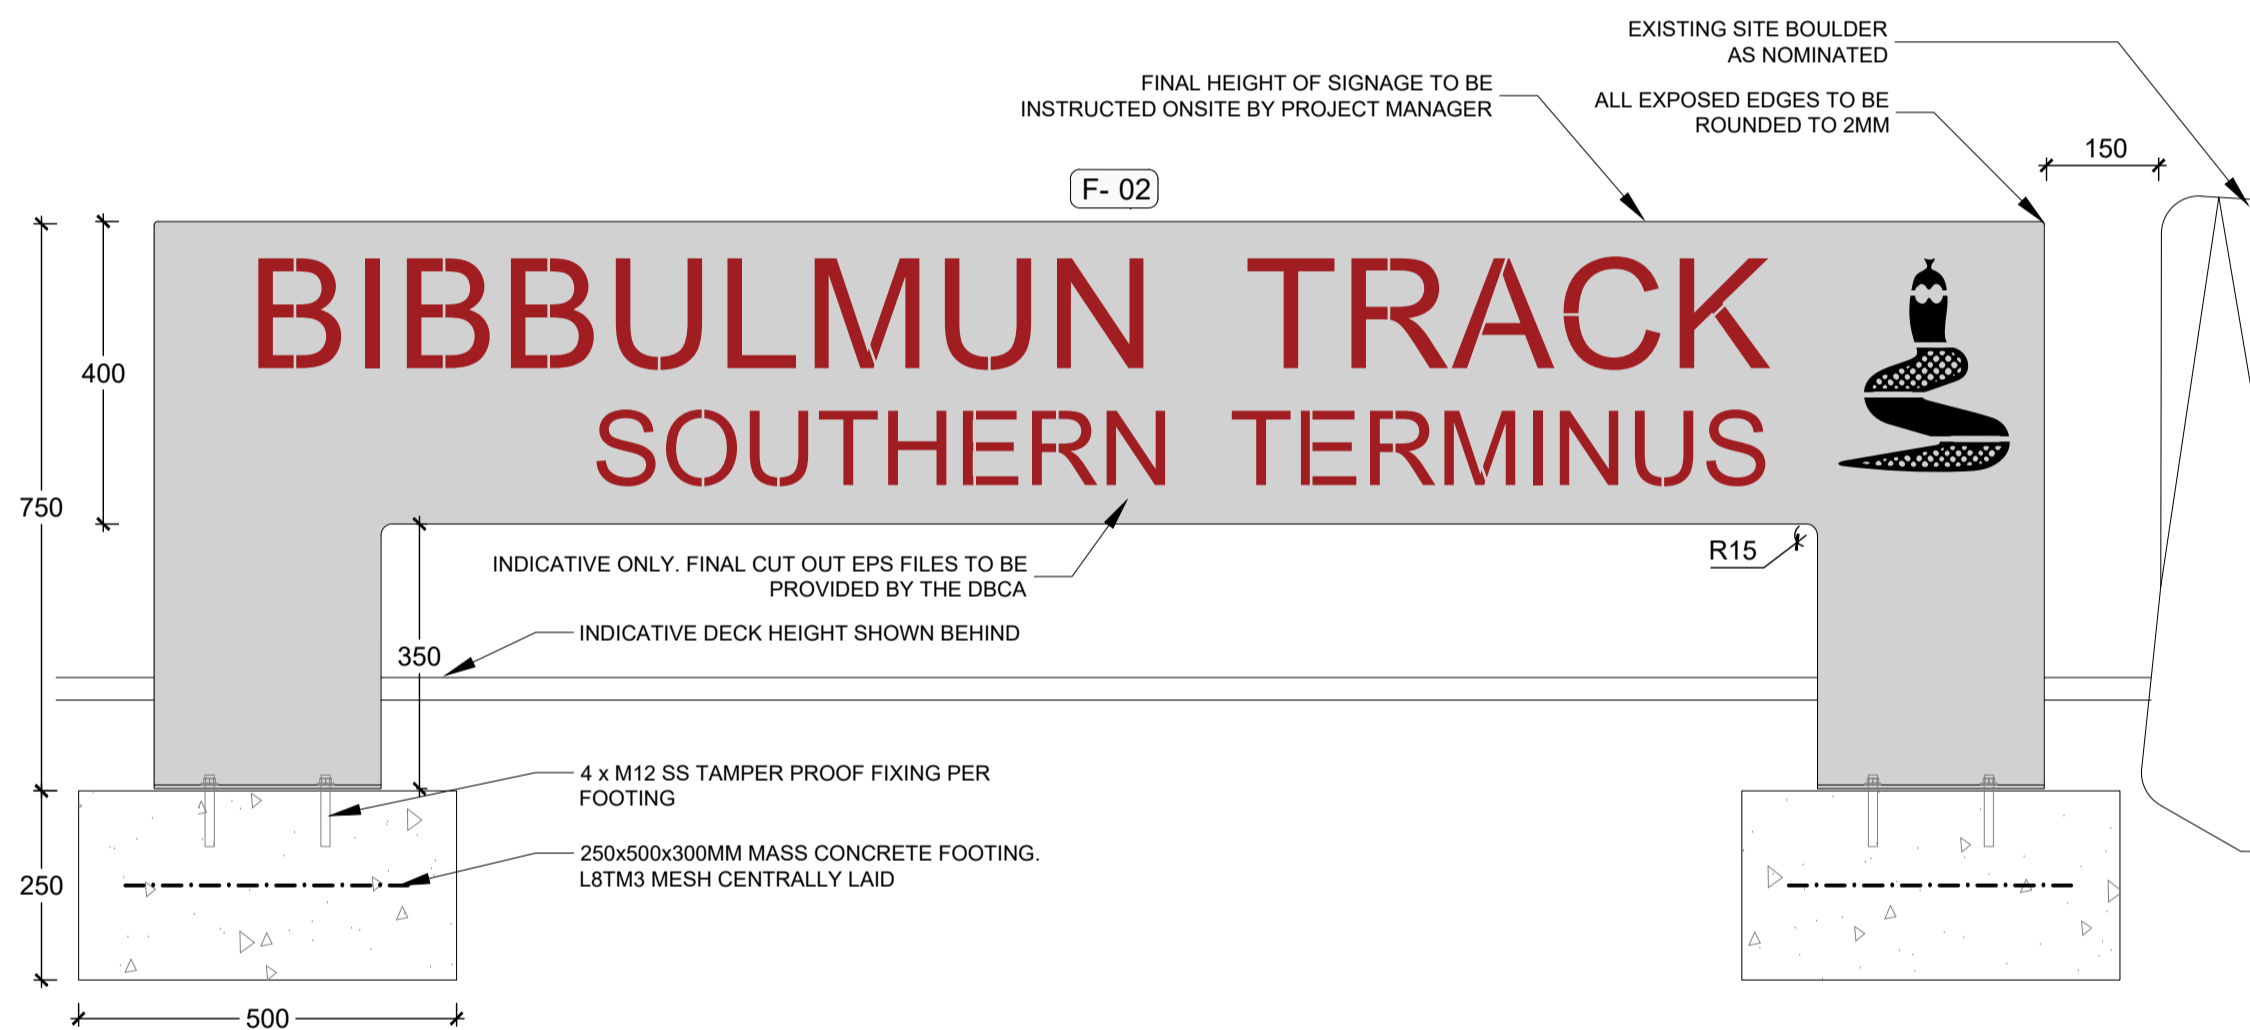 EXISTING SITE BOULDER
AS NOMINATED
FINAL HEIGHT OF SIGNAGE TO BE
INSTRUCTED ONSITE BY PROJECT MANAGER
ALL EXPOSED EDGES TO BE
ROUNDED TO 2MM
150
F- 02
BIBBULMUN TRACK
SOUTHERN TERMINUS
400
750
R15
INDICATIVE ONLY. FINAL CUT OUT EPS FILES TO BE
PROVIDED BY THE DBCA
INDICATIVE DECK HEIGHT SHOWN BEHIND
350
4 x M12 SS TAMPER PROOF FIXING PER
FOOTING
250x500x300MM MASS CONCRETE FOOTING.
L8TM3 MESH CENTRALLY LAID
250
500